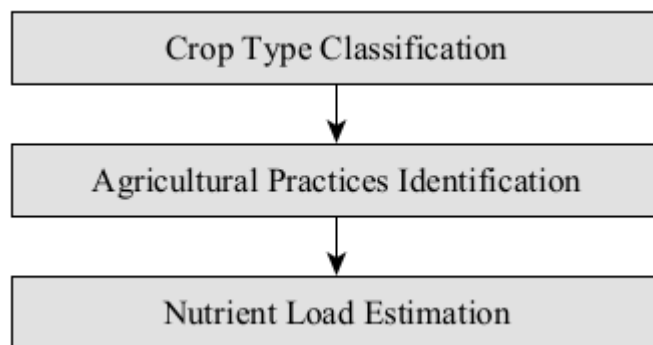 Crop Type Classification
Agricultural Practices Identification
Nutrient Load Estimation